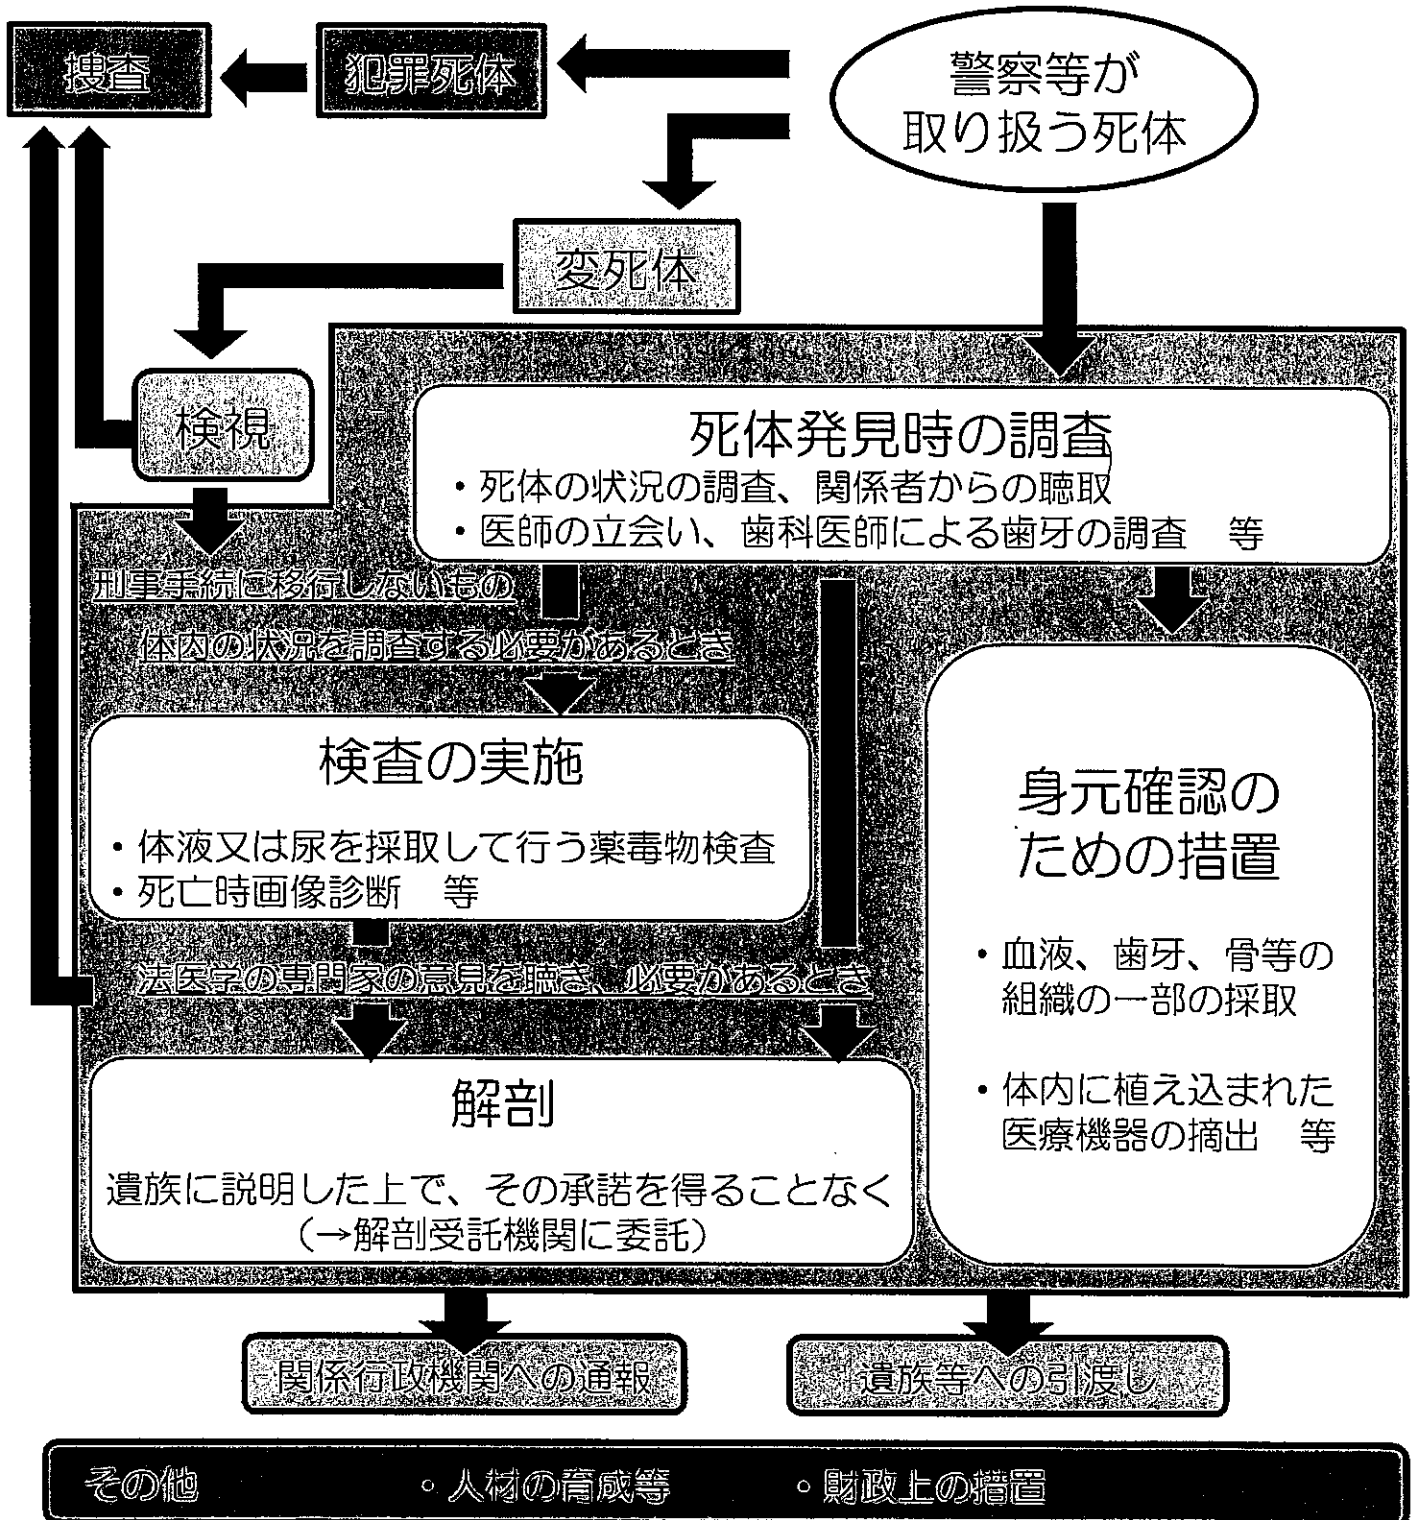 捜査
犯罪死体
警察等が
取り扱う死体
変死体
検視
死体発見時の調査
・死体の状況の調査、関係者からの聴取
・医師の立会い、歯科医師による歯牙の調査 等
刑事手続に移行しないもの
体内の状況を調査する必要があるとき
検査の実施
・体液又は尿を採取して行う薬毒物検査
・死亡時画像診断 等
身元確認の
ための措置
・血液、歯牙、骨等の
組織の一部の採取
・体内に植え込まれた
医療機器の摘出 等
法医学の専門家の意見を聴き、必要があるとき
解剖
遺族に説明した上で、その承諾を得ることなく
(→解剖受託機関に委託)
関係行政機関への通報
遺族等への引渡し
その他 ・人材の育成等 ・財政上の措置